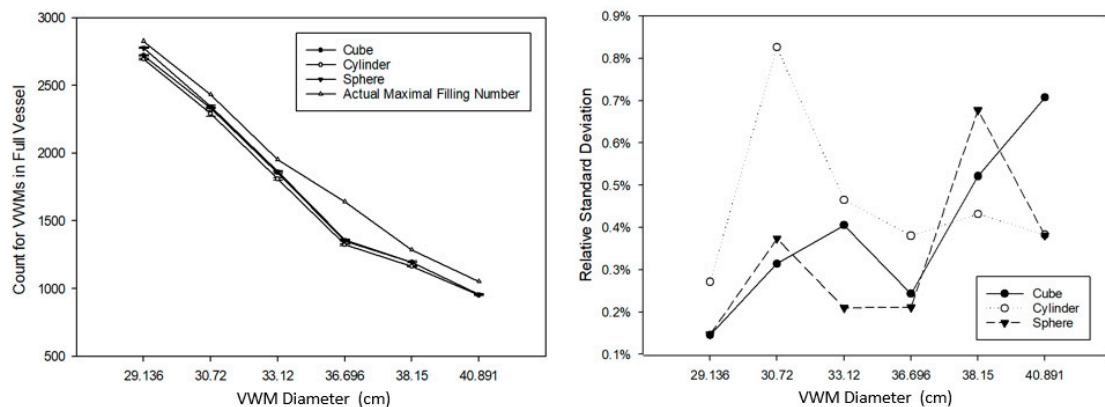 3000
2500
2000
1500
1000
500
Count for VWMs in Full Vessel
Cube
Cylinder
Sphere
Actual Maximal Filling Number
29.136 30.72 33.12 36.696 38.15 40.891
VWM Diameter (cm)
0.9%
0.8%
0.7%
0.6%
0.5%
0.4%
0.3%
0.2%
0.1%
Relative Standard Deviation
Cube
Cylinder
Sphere
29.136 30.72 33.12 36.696 38.15 40.891
VWM Diameter (cm)